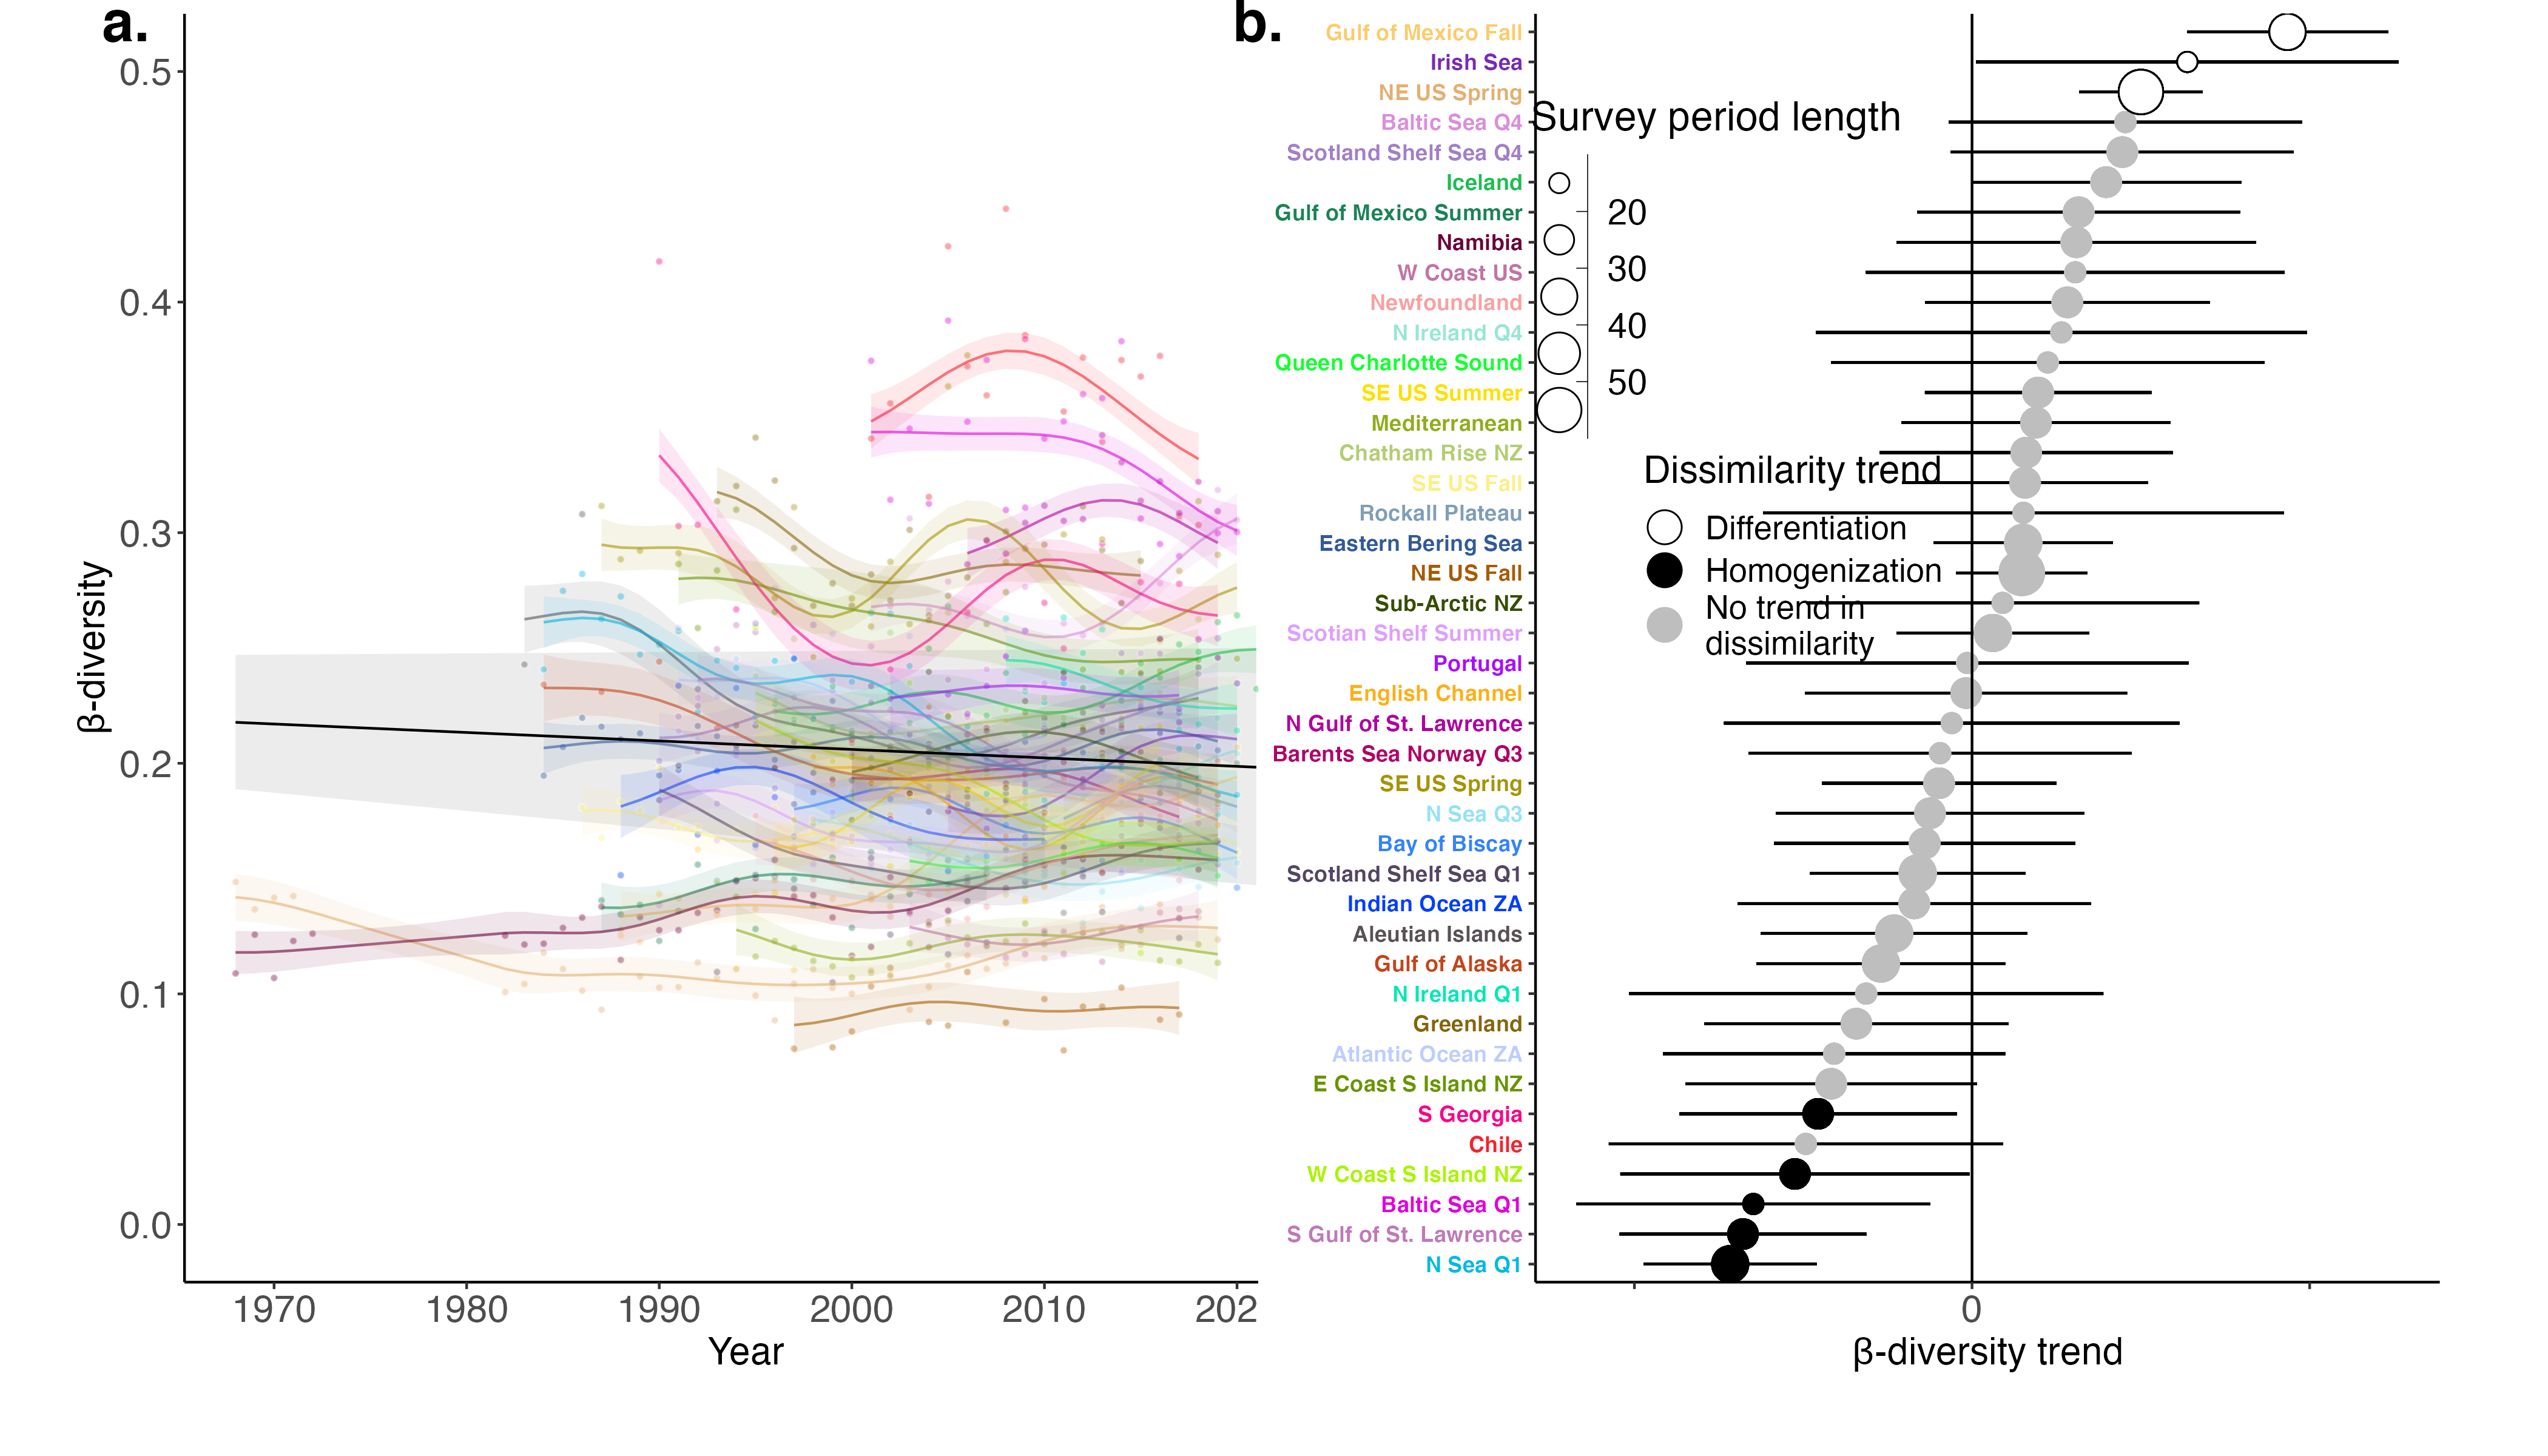 a.
0.5
0.4
0.3
0.2
0.1
0.0
β-diversity
1970 1980 1990 2000 2010 202
Year
b.
Gulf of Mexico Fall
Irish Sea
NE US Spring
Baltic Sea Q4
Scotland Shelf Sea Q4
Iceland
Gulf of Mexico Summer
Namibia
W Coast US
Newfoundland
N Ireland Q4
Queen Charlotte Sound
SE US Summer
Mediterranean
Chatham Rise NZ
SE US Fall
Rockall Plateau
Eastern Bering Sea
NE US Fall
Sub-Arctic NZ
Scotian Shelf Summer
Portugal
English Channel
N Gulf of St. Lawrence
Barents Sea Norway Q3
SE US Spring
N Sea Q3
Bay of Biscay
Scotland Shelf Sea Q1
Indian Ocean ZA
Aleutian Islands
Gulf of Alaska
N Ireland Q1
Greenland
Atlantic Ocean ZA
E Coast S Island NZ
S Georgia
Chile
W Coast S Island NZ
Baltic Sea Q1
S Gulf of St. Lawrence
N Sea Q1
Survey period length
20
30
40
50
Dissimilarity trend
Differentiation
Homogenization
No trend in
dissimilarity
0
β-diversity trend